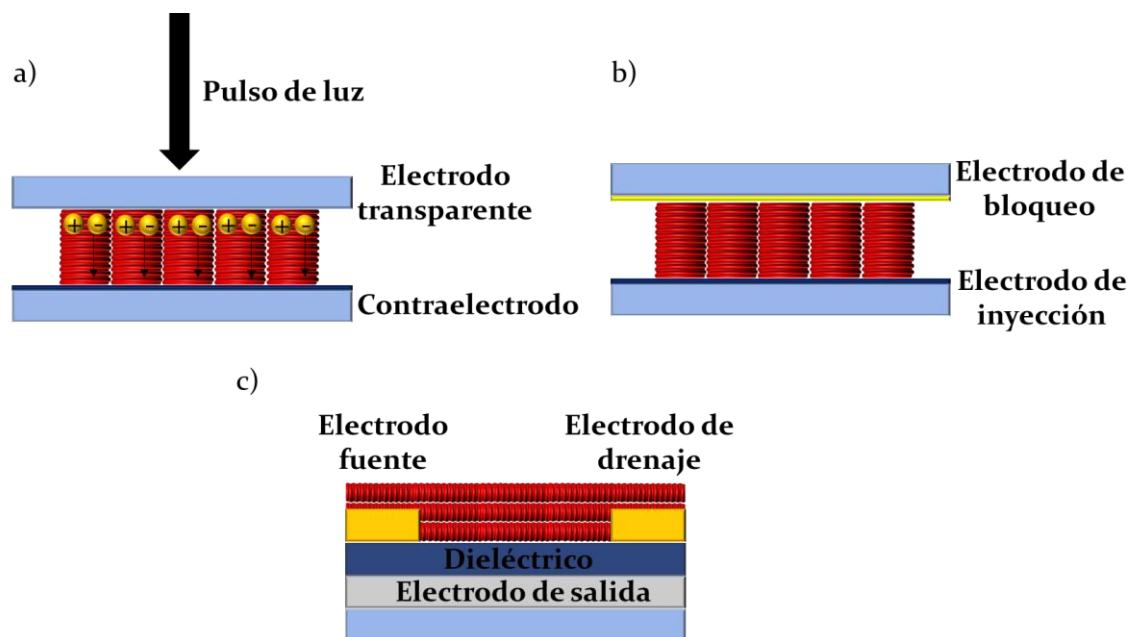 a)
Pulso de luz
Electrodo
transparente
+ - + - + - + - + -
Contraelectrodo
b)
Electrodo de
bloqueo
Electrodo de
inyección
c)
Electrodo
fuente
Electrodo de
drenaje
Dieléctrico
Electrodo de salida